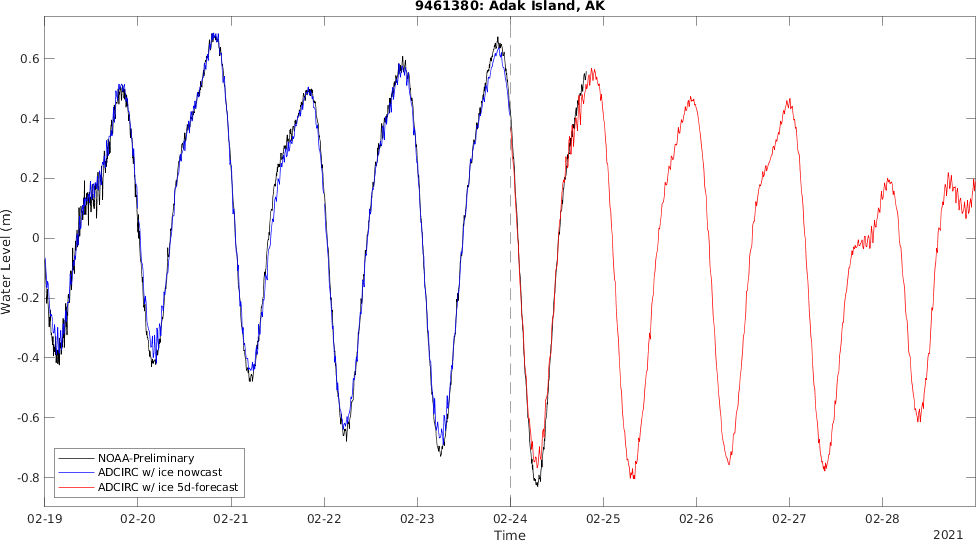 9461380: Adak Island, AK
Water Level (m)
0.6
0.4
0.2
0
-0.2
-0.4
-0.6
-0.8
NOAA-Preliminary
ADCIRC w/ ice nowcast
ADCIRC w/ ice 5d-forecast
02-19 02-20 02-21 02-22 02-23 02-24 02-25 02-26 02-27 02-28
Time
2021